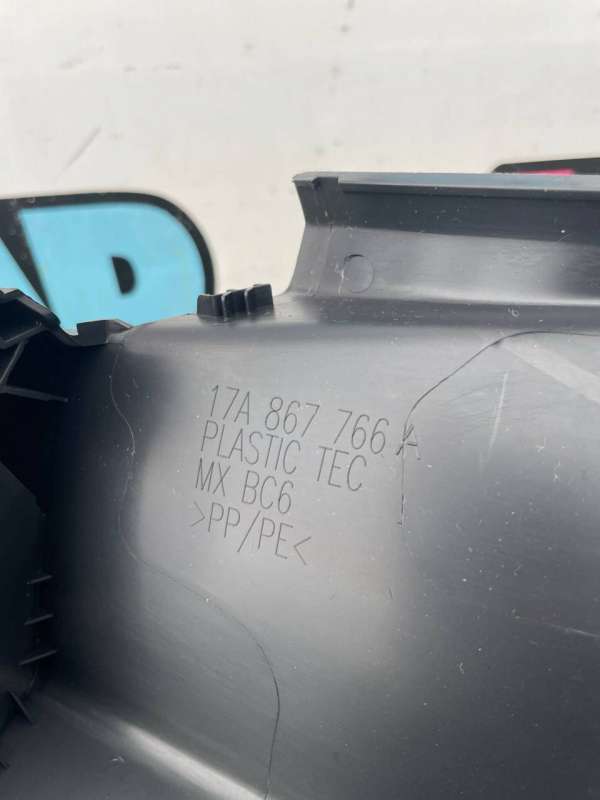 17A 867 766 A
PLASTIC TEC
MX BC6
>PP/PE<